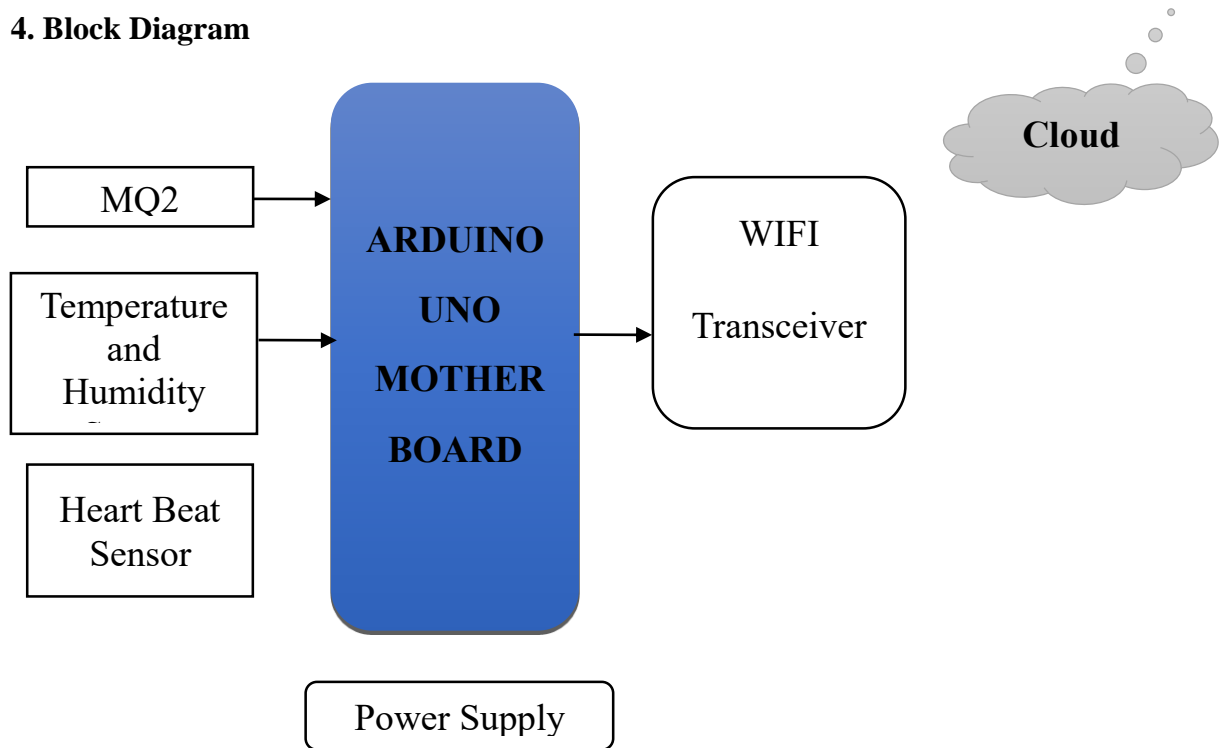 4. Block Diagram
Cloud
MQ2
ARDUINO
UNO
MOTHER
BOARD
WIFI
Transceiver
Temperature
and
Humidity
Heart Beat
Sensor
Power Supply